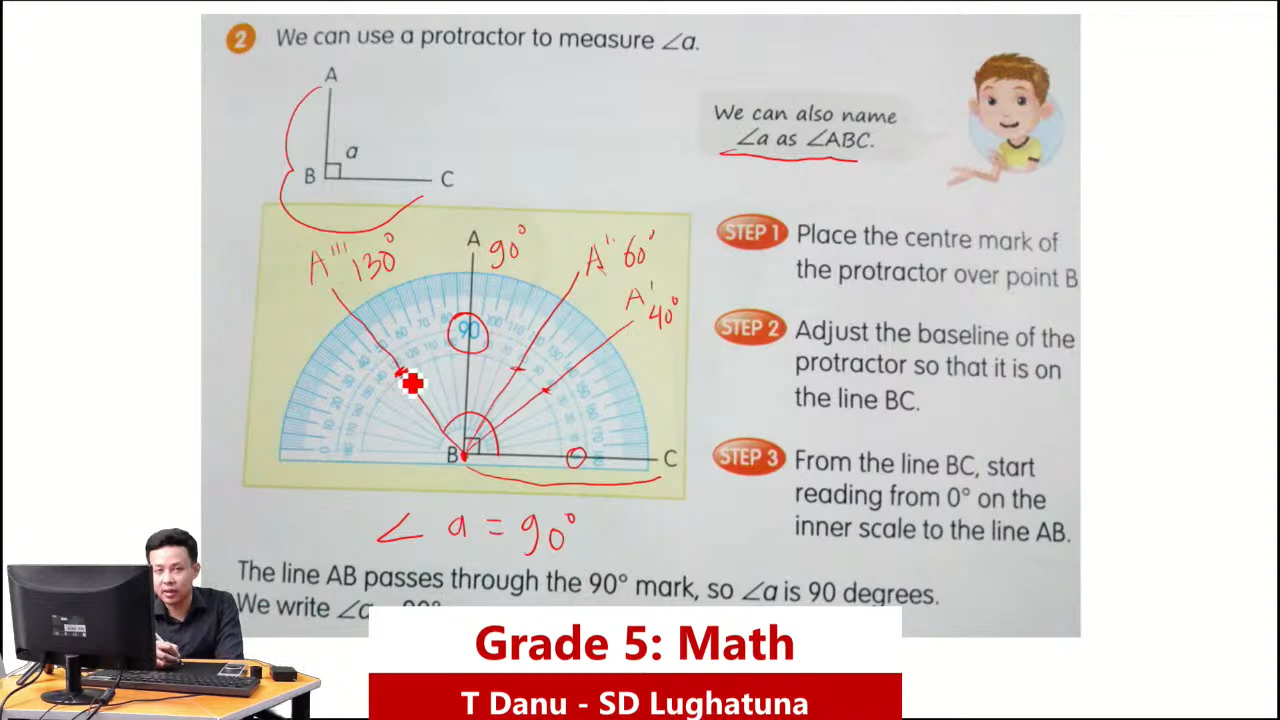 2 We can use a protractor to measure ∠a.
A
a
B
C
We can also name
∠a as ∠ABC.
A''' 130°
A 90°
A'' 60°
A' 40°
90
B
C
∠ a = 90°
STEP 1 Place the centre mark of
the protractor over point B
STEP 2 Adjust the baseline of the
protractor so that it is on
the line BC.
STEP 3 From the line BC, start
reading from 0° on the
inner scale to the line AB.
The line AB passes through the 90° mark, so ∠a is 90 degrees.
We write ∠a
Grade 5: Math
T Danu - SD Lughatuna